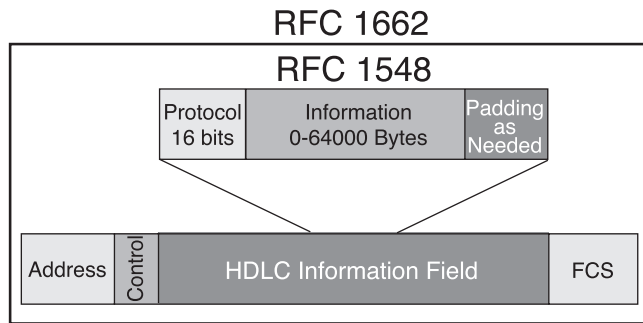 RFC 1662
RFC 1548
Protocol
16 bits
Information
0-64000 Bytes
Padding
as
Needed
Address
Control
HDLC Information Field
FCS